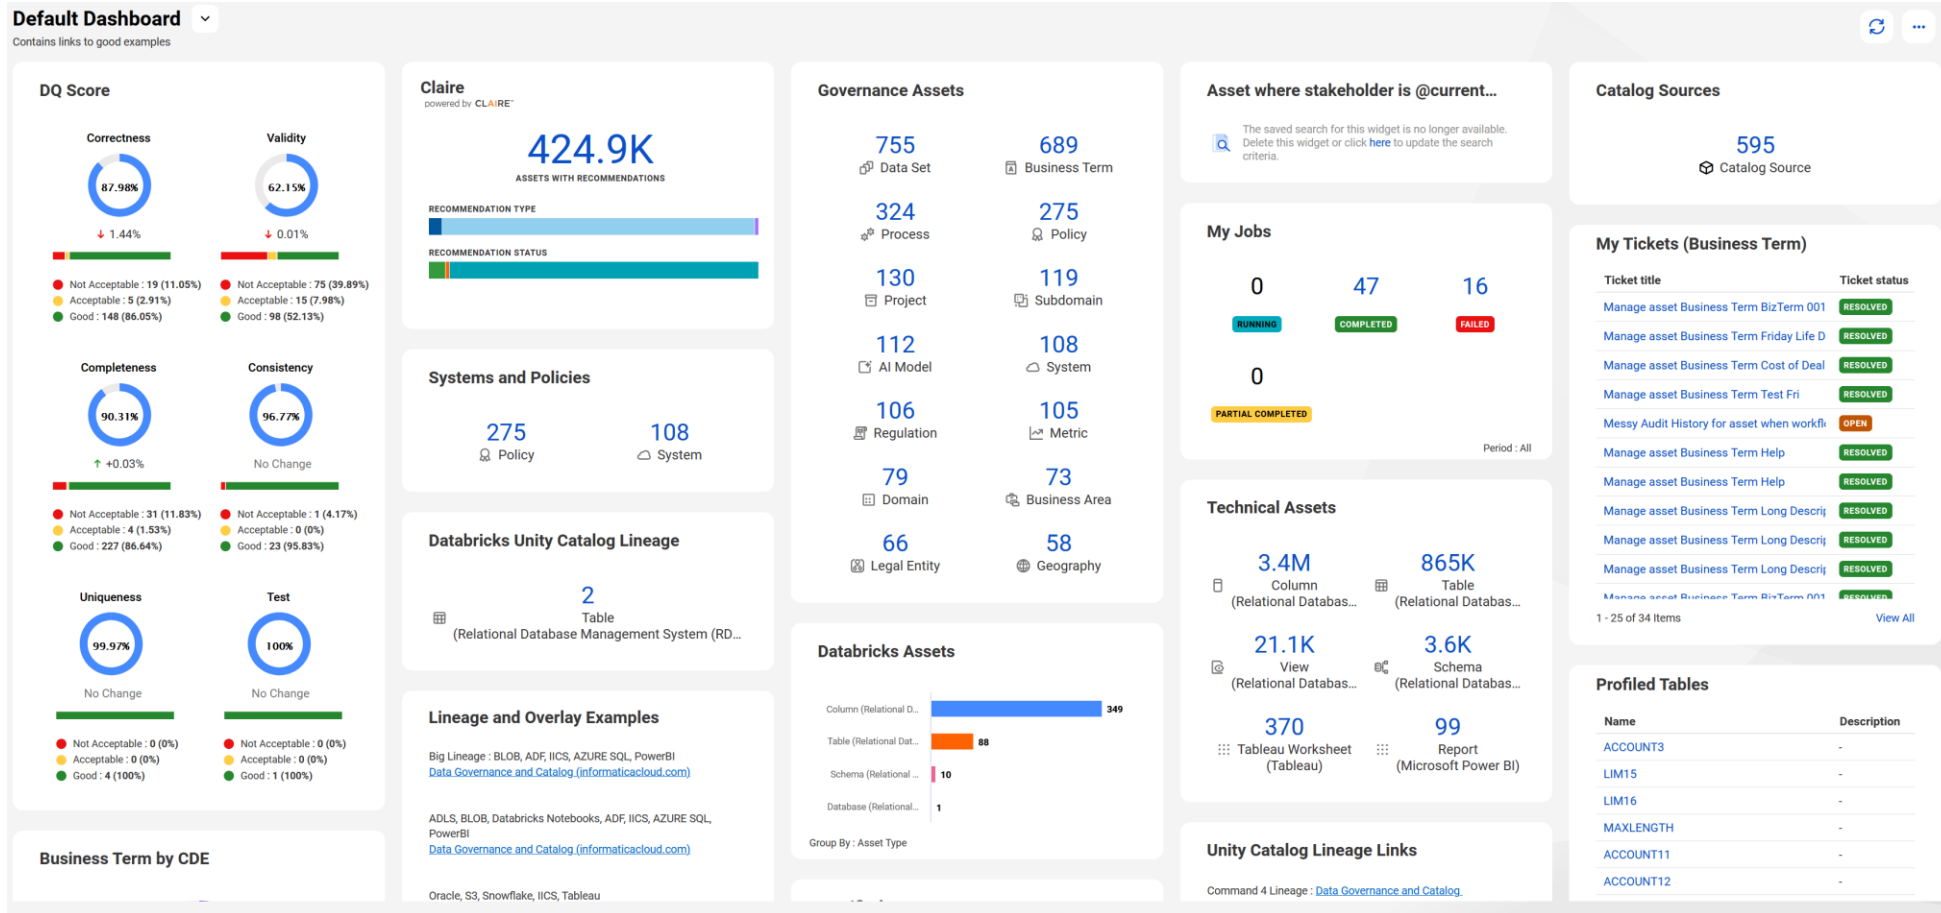 Default Dashboard
Contains links to good examples
DQ Score
Correctness
Validity
87.98%
62.15%
1.44%
0.01%
Not Acceptable : 19 (11.05%)
Acceptable : 5 (2.91%)
Good : 148 (86.05%)
Not Acceptable : 75 (39.89%)
Acceptable : 15 (7.98%)
Good : 98 (52.13%)
Completeness
Consistency
90.31%
96.77%
+0.03%
No Change
Not Acceptable : 31 (11.83%)
Acceptable : 4 (1.53%)
Good : 227 (86.64%)
Not Acceptable : 1 (4.17%)
Acceptable : 0 (0%)
Good : 23 (95.83%)
Uniqueness
Test
99.97%
100%
No Change
No Change
Not Acceptable : 0 (0%)
Acceptable : 0 (0%)
Good : 4 (100%)
Not Acceptable : 0 (0%)
Acceptable : 0 (0%)
Good : 1 (100%)
Business Term by CDE
Claire
powered by CLAIRE™
424.9K
ASSETS WITH RECOMMENDATIONS
RECOMMENDATION TYPE
RECOMMENDATION STATUS
Systems and Policies
275
Policy
108
System
Databricks Unity Catalog Lineage
2
Table
(Relational Database Management System (RD...
Lineage and Overlay Examples
Big Lineage : BLOB, ADF, IICS, AZURE SQL, PowerBI
Data Governance and Catalog (informaticacloud.com)
ADLS, BLOB, Databricks Notebooks, ADF, IICS, AZURE SQL,
PowerBI
Data Governance and Catalog (informaticacloud.com)
Oracle, S3, Snowflake, IICS, Tableau
Governance Assets
755
Data Set
689
Business Term
324
Process
275
Policy
130
Project
119
Subdomain
112
AI Model
108
System
106
Regulation
105
Metric
79
Domain
73
Business Area
66
Legal Entity
58
Geography
Databricks Assets
Column (Relational D...
349
Table (Relational Dat...
88
Schema (Relational ...
10
Database (Relational...
1
Group By : Asset Type
Asset where stakeholder is @current...
The saved search for this widget is no longer available.
Delete this widget or click here to update the search
criteria.
My Jobs
0
RUNNING
47
COMPLETED
16
FAILED
0
PARTIAL COMPLETED
Period : All
Technical Assets
3.4M
Column
(Relational Databas...
865K
Table
(Relational Databas...
21.1K
View
(Relational Databas...
3.6K
Schema
(Relational Databas...
370
Tableau Worksheet
(Tableau)
99
Report
(Microsoft Power BI)
Unity Catalog Lineage Links
Command 4 Lineage : Data Governance and Catalog
Catalog Sources
595
Catalog Source
My Tickets (Business Term)
Ticket title
Ticket status
Manage asset Business Term BizTerm 001
RESOLVED
Manage asset Business Term Friday Life D
RESOLVED
Manage asset Business Term Cost of Deal
RESOLVED
Manage asset Business Term Test Fri
RESOLVED
Messy Audit History for asset when workfl
OPEN
Manage asset Business Term Help
RESOLVED
Manage asset Business Term Help
RESOLVED
Manage asset Business Term Long Descrip
RESOLVED
Manage asset Business Term Long Descrip
RESOLVED
Manage asset Business Term Long Descrip
RESOLVED
Manage asset Business Term BizTerm 001
RESOLVED
1 - 25 of 34 Items
View All
Profiled Tables
Name
Description
ACCOUNT3
-
LIM15
-
LIM16
-
MAXLENGTH
-
ACCOUNT11
-
ACCOUNT12
-